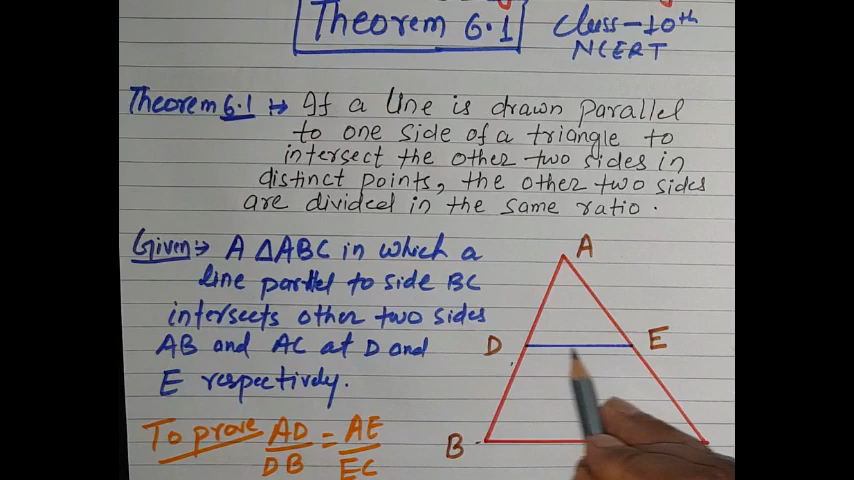 Theorem 6.1
Class-10th
NCERT
Theorem 6.1 :→ If a line is drawn parallel
to one side of a triangle to
intersect the other two sides in
distinct points, the other two sides
are divided in the same ratio.
Given:→ A △ABC in which a
line parllel to side BC
intersects other two sides
AB and AC at D and
E respectively.
To prove AD/DB = AE/EC
A
D
E
B